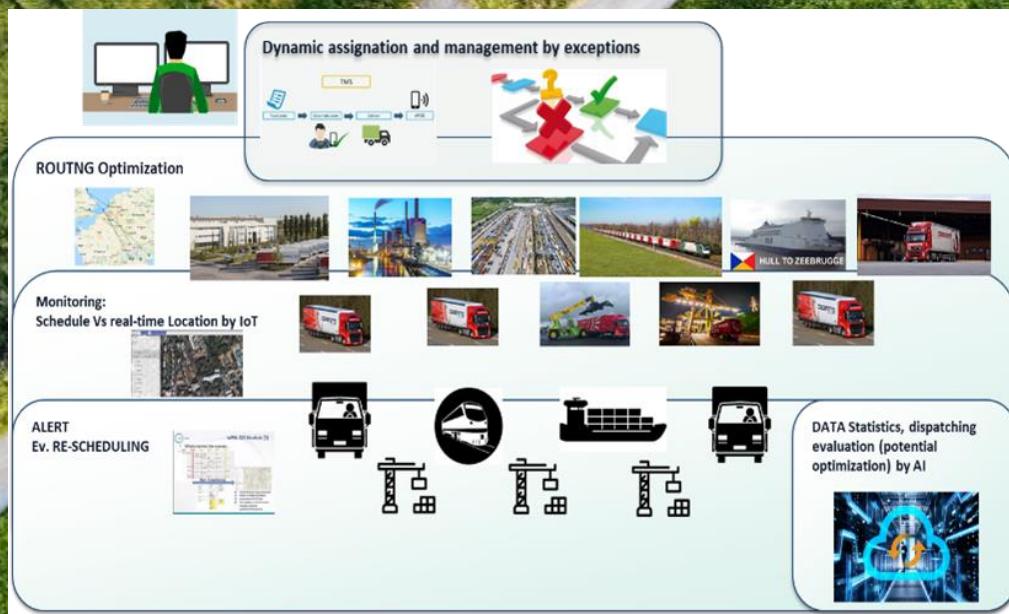 Dynamic assignation and management by exceptions
TMS
ROUTNG Optimization
HULL TO ZEEBRUGGE
Monitoring:
Schedule Vs real-time Location by IoT
ALERT
Ev. RE-SCHEDULING
DATA Statistics, dispatching
evaluation (potential
optimization) by AI